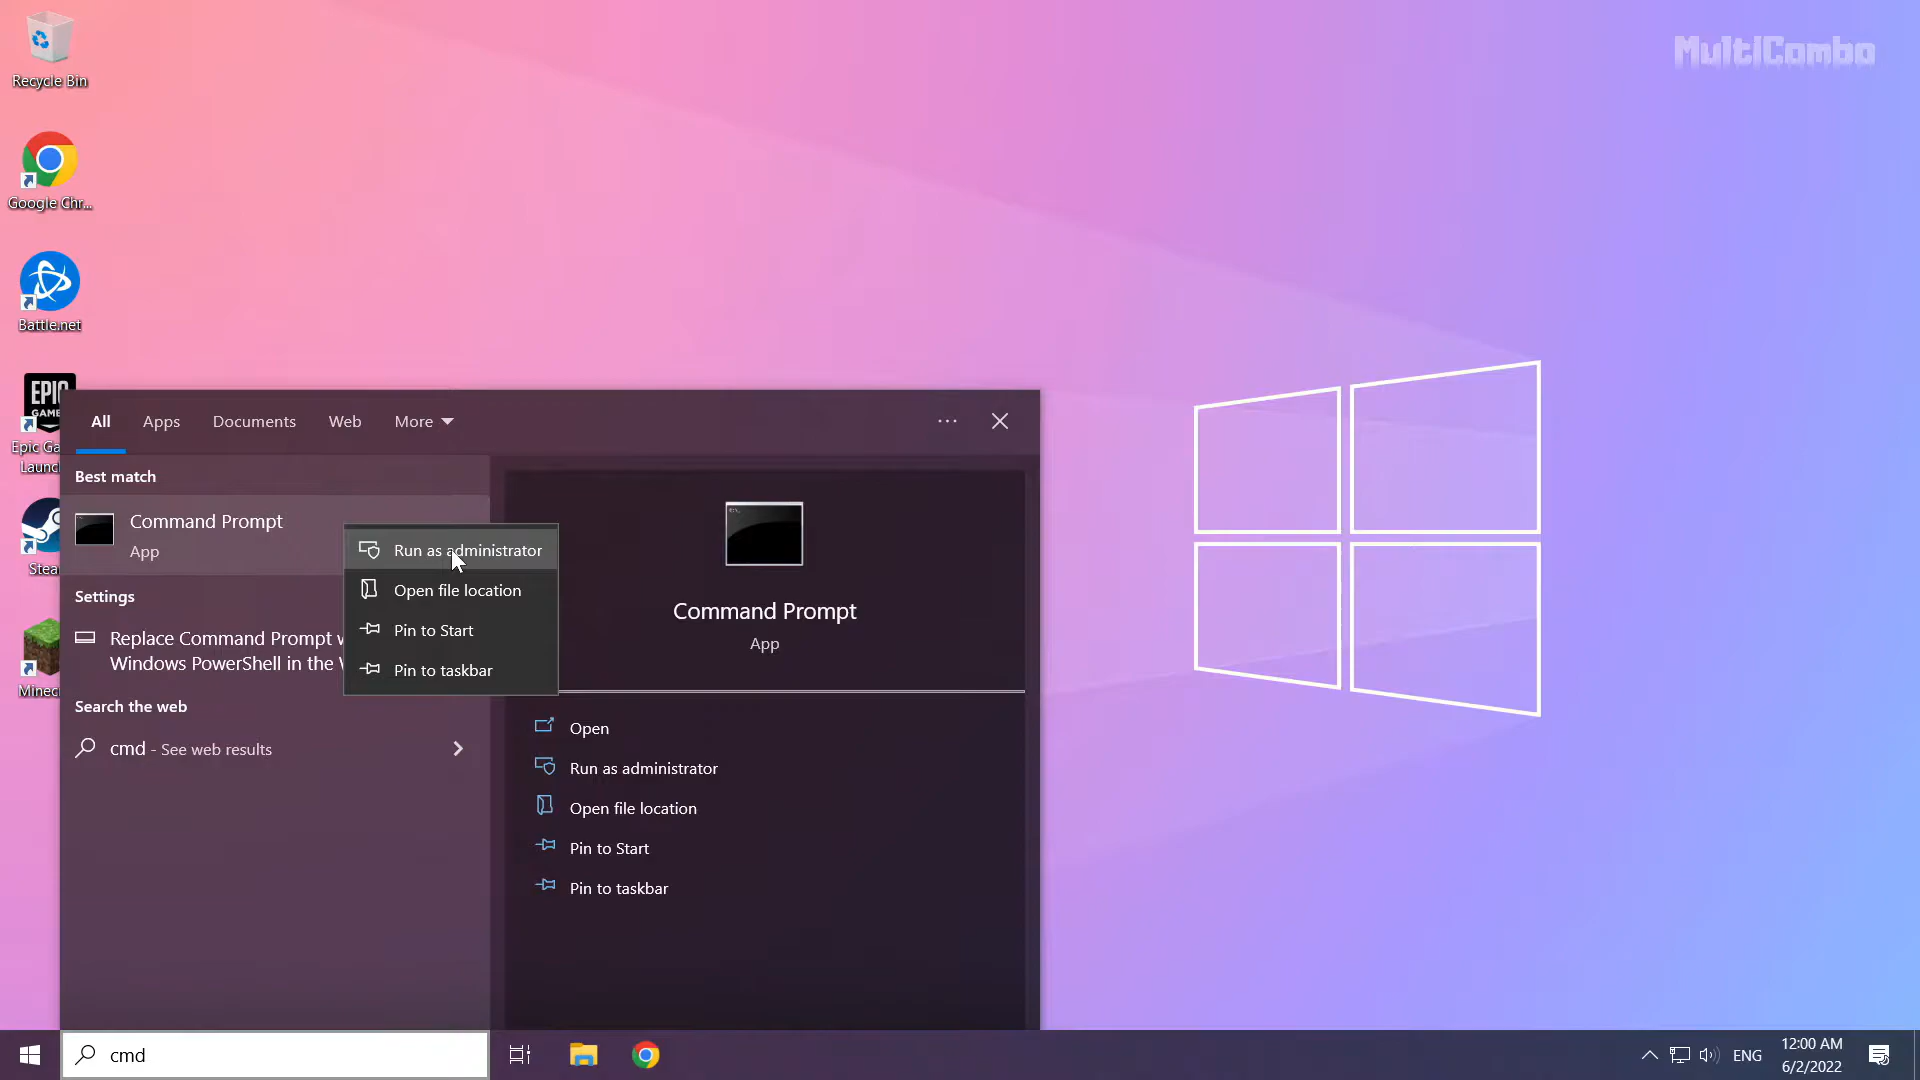 MultiCombo
Recycle Bin
Google Chr...
Battle.net
EPIC
GAM
Epic Ga
Launc
Stea
Minec
All
Apps
Documents
Web
More
Best match
Command Prompt
App
Settings
Replace Command Prompt w
Windows PowerShell in the
Search the web
cmd - See web results
Run as administrator
Open file location
Pin to Start
Pin to taskbar
Command Prompt
App
Open
Run as administrator
Open file location
Pin to Start
Pin to taskbar
cmd
ENG
12:00 AM
6/2/2022